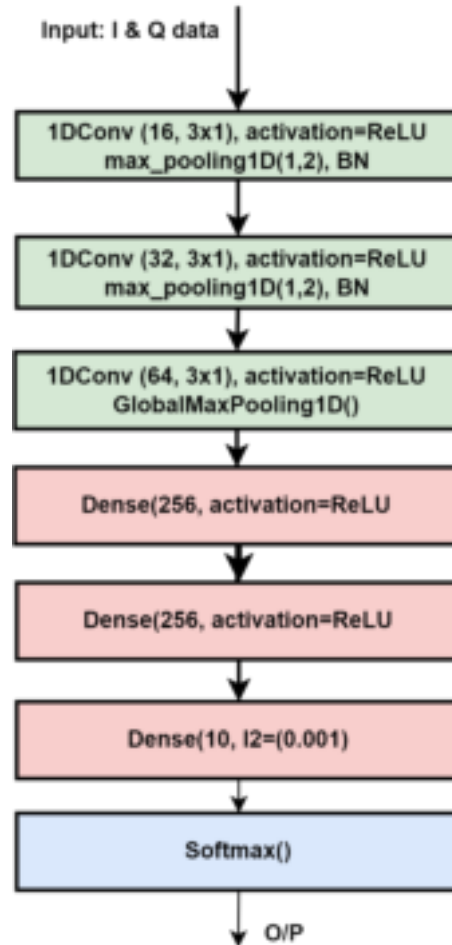 Input: I & Q data
1DConv (16, 3x1), activation=ReLU
max_pooling1D(1,2), BN
1DConv (32, 3x1), activation=ReLU
max_pooling1D(1,2), BN
1DConv (64, 3x1), activation=ReLU
GlobalMaxPooling1D()
Dense(256, activation=ReLU
Dense(256, activation=ReLU
Dense(10, l2=(0.001)
Softmax()
O/P